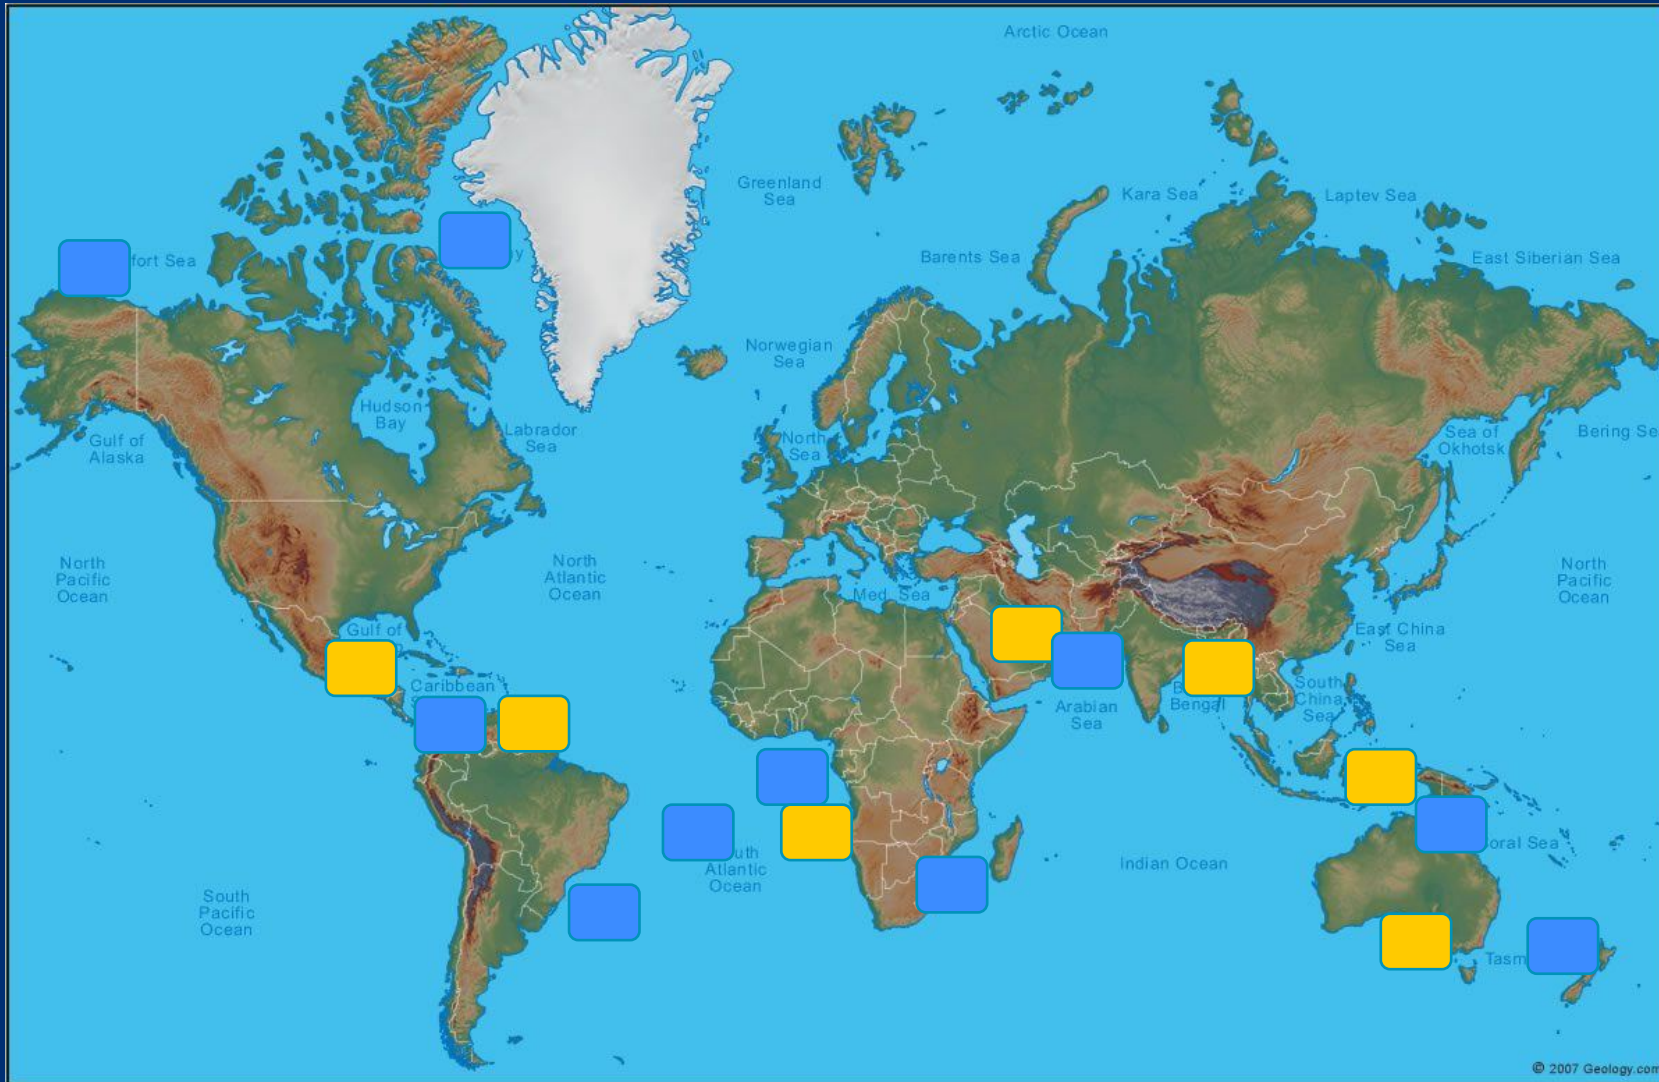 Arctic Ocean
Greenland
Sea
Kara Sea
Laptev Sea
Barents Sea
East Siberian Sea
fort Sea
y
Norwegian
Sea
Hudson
Bay
Labrador
Sea
Gulf of
Alaska
North
Sea
Sea of
Okhotsk
Bering Se
North
Pacific
Ocean
North
Atlantic
Ocean
Med. Sea
North
Pacific
Ocean
Gulf of
East China
Sea
Caribbean
Arabian
Sea
B
Bengal
South
China
Sea
uth
Atlantic
Ocean
Indian Ocean
oral Sea
South
Pacific
Ocean
Tasm
© 2007 Geology.com